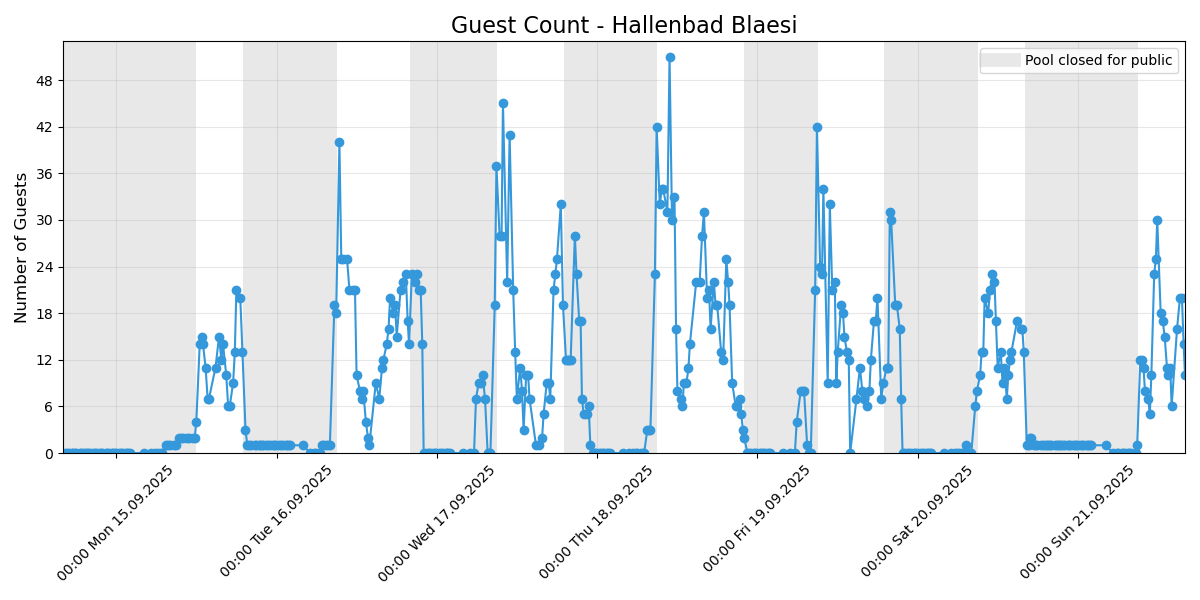 Guest Count - Hallenbad Blaesi
Pool closed for public
Number of Guests
48
42
36
30
24
18
12
6
0
00:00 Mon 15.09.2025
00:00 Tue 16.09.2025
00:00 Wed 17.09.2025
00:00 Thu 18.09.2025
00:00 Fri 19.09.2025
00:00 Sat 20.09.2025
00:00 Sun 21.09.2025